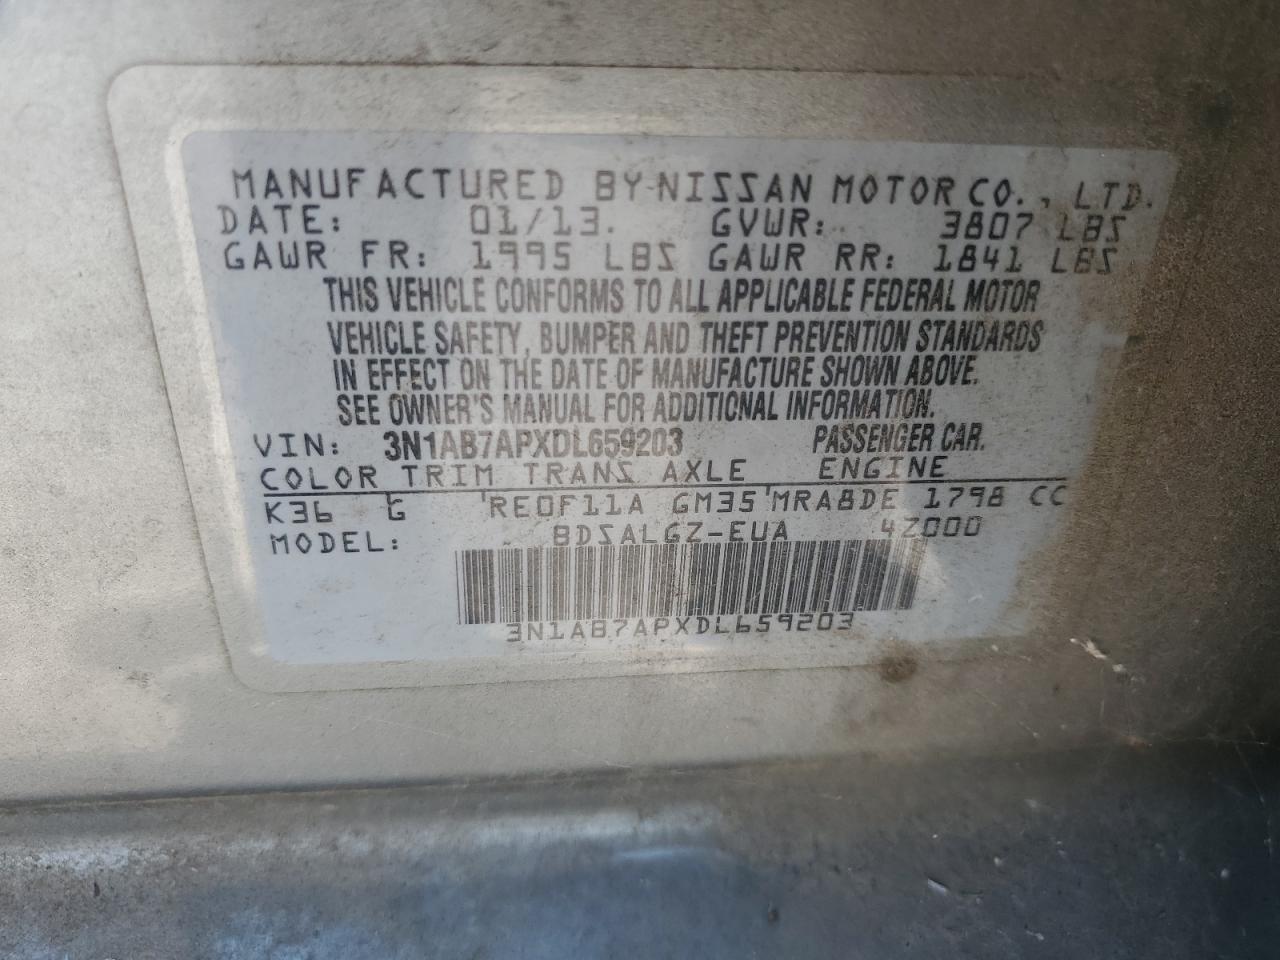 MANUFACTURED BY NISSAN MOTOR CO., LTD.
DATE: 01/13. GVWR: 3807 LBS
GAWR FR: 1995 LBS GAWR RR: 1841 LBS
THIS VEHICLE CONFORMS TO ALL APPLICABLE FEDERAL MOTOR
VEHICLE SAFETY, BUMPER AND THEFT PREVENTION STANDARDS
IN EFFECT ON THE DATE OF MANUFACTURE SHOWN ABOVE.
SEE OWNER'S MANUAL FOR ADDITIONAL INFORMATION.
VIN: 3N1AB7APXDL659203 PASSENGER CAR.
COLOR TRIM TRANS AXLE ENGINE
K36 G RE0F11A GM35 MRA8DE 1798 CC
MODEL: BDSALGZ-EUA 4Z000
3N1AB7APXDL659203